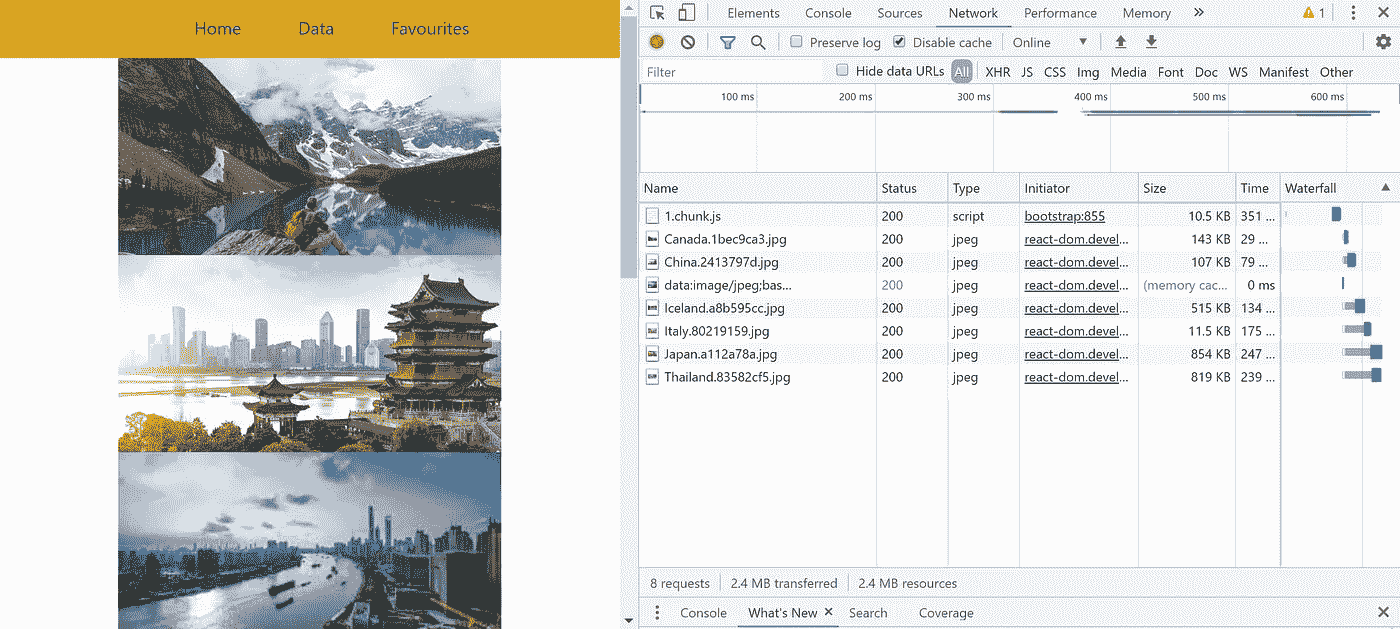 Home Data Favourites
Elements Console Sources Network Performance Memory » 1
Preserve log Disable cache Online
Filter Hide data URLs All XHR JS CSS Img Media Font Doc WS Manifest Other
100 ms 200 ms 300 ms 400 ms 500 ms 600 ms
Name Status Type Initiator Size Time Waterfall
1.chunk.js 200 script bootstrap:855 10.5 KB 351 ...
Canada.1bec9ca3.jpg 200 jpeg react-dom.devel... 143 KB 29 ...
China.2413797d.jpg 200 jpeg react-dom.devel... 107 KB 79 ...
data:image/jpeg;bas... 200 jpeg react-dom.devel... (memory cac... 0 ms
Iceland.a8b595cc.jpg 200 jpeg react-dom.devel... 515 KB 134 ...
Italy.80219159.jpg 200 jpeg react-dom.devel... 11.5 KB 175 ...
Japan.a112a78a.jpg 200 jpeg react-dom.devel... 854 KB 247 ...
Thailand.83582cf5.jpg 200 jpeg react-dom.devel... 819 KB 239 ...
8 requests 2.4 MB transferred 2.4 MB resources
Console What's New × Search Coverage